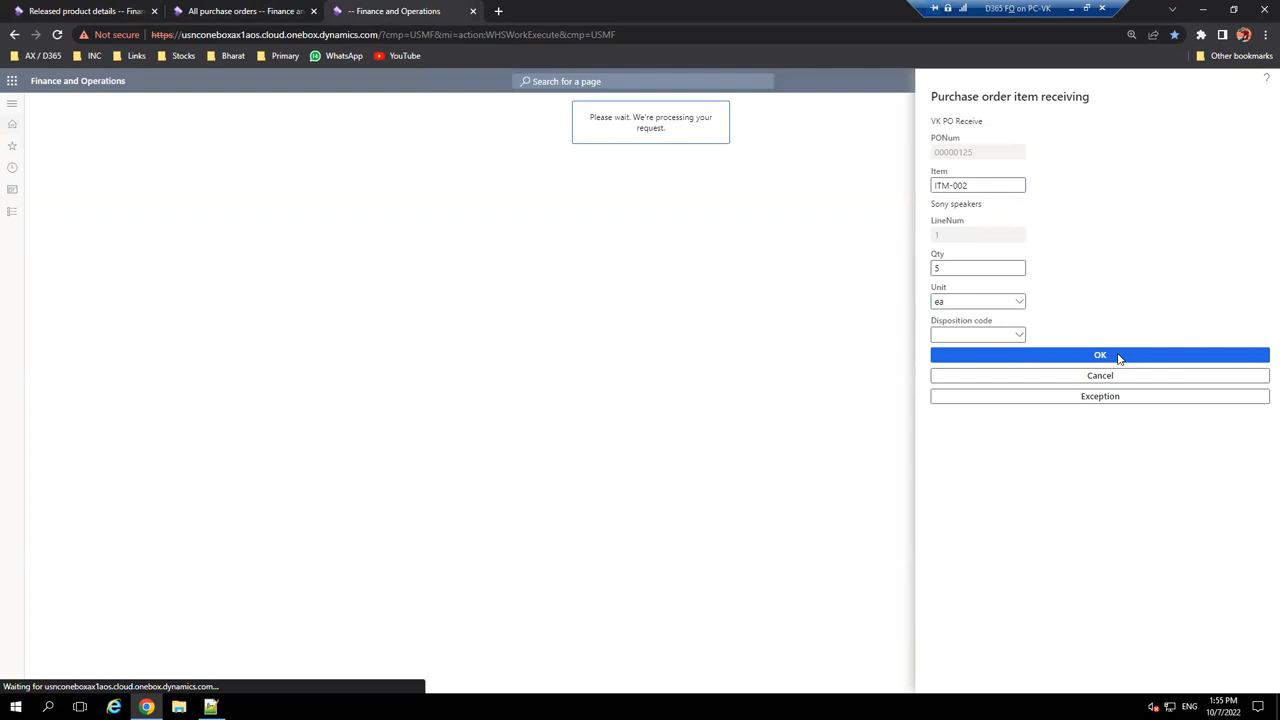 Released product details -- Finan
All purchase orders -- Finance an
-- Finance and Operations
D365 FO on PC-VK
Not secure
https://usnconeboxax1aos.cloud.onebox.dynamics.com/?cmp=USMF&mi=action:WHSWorkExecute&cmp=USMF
AX / D365
INC
Links
Stocks
Bharat
Primary
WhatsApp
YouTube
Other bookmarks
Finance and Operations
Search for a page
?
Please wait. We're processing your
request.
Purchase order item receiving
VK PO Receive
PONum
00000125
Item
ITM-002
Sony speakers
LineNum
1
Qty
5
Unit
ea
Disposition code
OK
Cancel
Exception
Waiting for usnconeboxax1aos.cloud.onebox.dynamics.com...
ENG
1:55 PM
10/7/2022